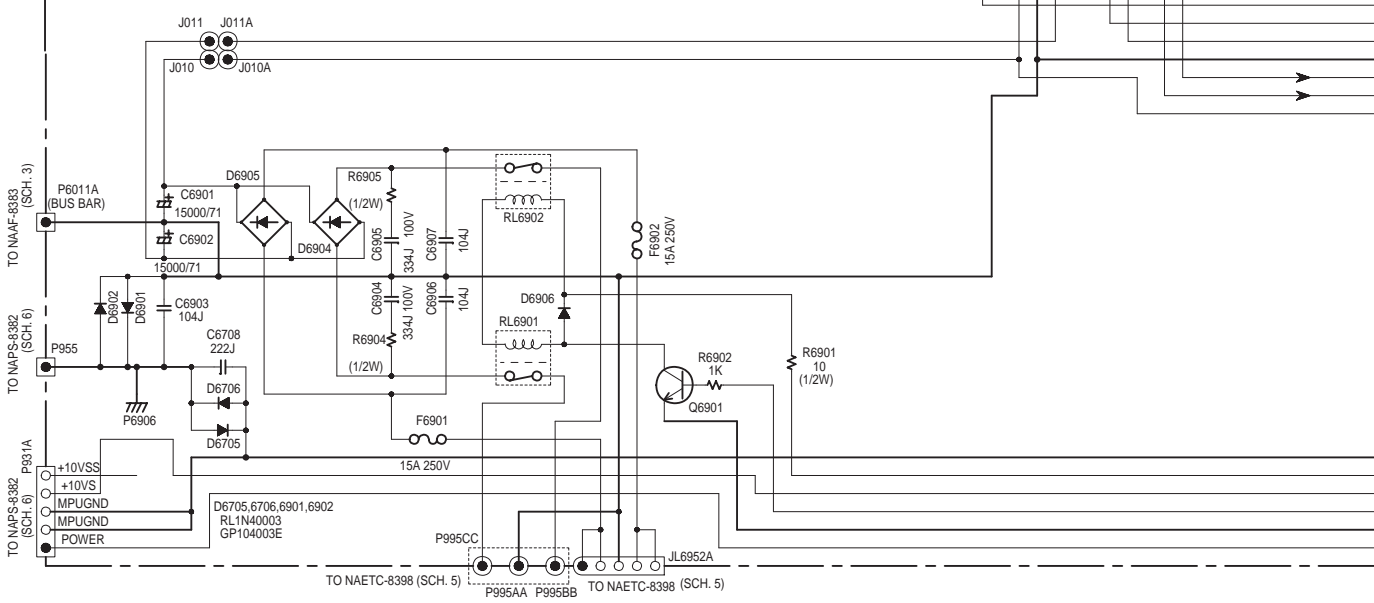 J011 J011A
J010 J010A
TO NAAF-8383
(SCH. 3)
P6011A
(BUS BAR)
C6901
15000/71
C6902
15000/71
D6905
D6904
R6905
(1/2W)
C6905
334J 100V
C6907
104J
C6904
334J 100V
C6906
104J
R6904
(1/2W)
RL6902
F6902
15A 250V
D6906
RL6901
D6902
D6901
C6903
104J
TO NAPS-8382
(SCH. 6)
P955
C6708
222J
D6706
D6705
P6906
F6901
15A 250V
R6902
1K
Q6901
R6901
10
(1/2W)
TO NAPS-8382
(SCH. 6)
P931A
+10VSS
+10VS
MPUGND
MPUGND
POWER
D6705,6706,6901,6902
RL1N40003
GP104003E
P995CC
JL6952A
TO NAETC-8398 (SCH. 5)
P995AA P995BB
TO NAETC-8398 (SCH. 5)